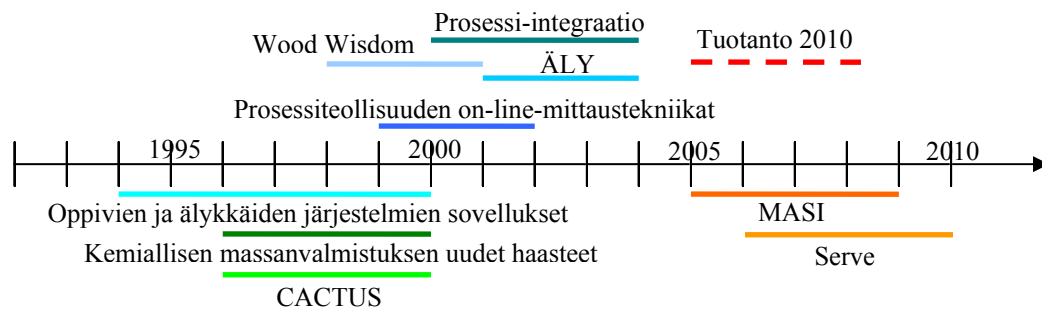 Prosessi-integraatio
Wood Wisdom
Tuotanto 2010
ÄLY
Prosessiteollisuuden on-line-mittaustekniikat
1995 2000 2005 2010
Oppivien ja älykkäiden järjestelmien sovellukset
MASI
Kemiallisen massanvalmistuksen uudet haasteet
Serve
CACTUS